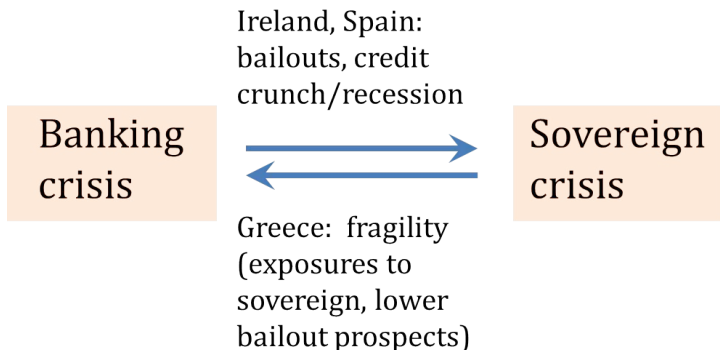 Ireland, Spain:
bailouts, credit
crunch/recession
Banking
crisis
Sovereign
crisis
Greece: fragility
(exposures to
sovereign, lower
bailout prospects)